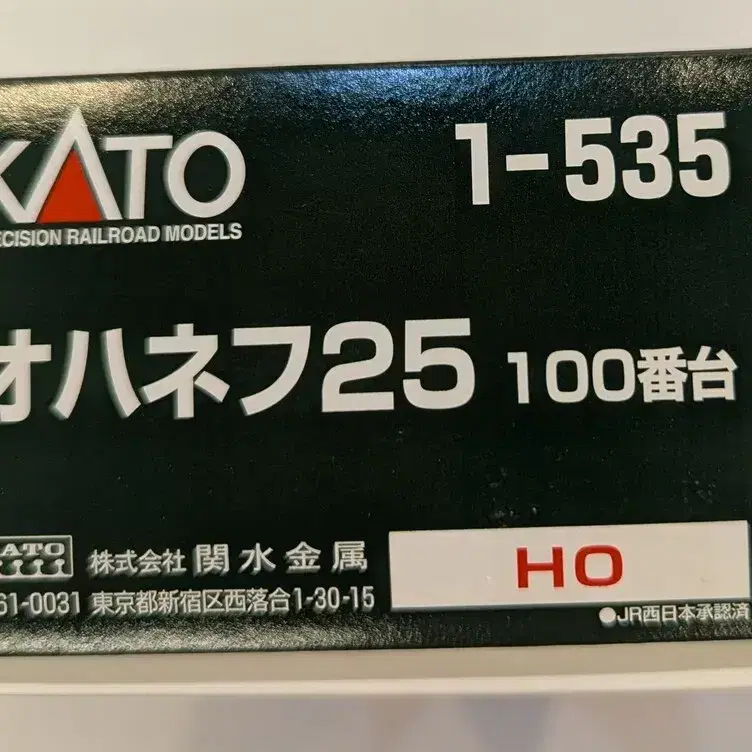 KATO
1-535
ECISION RAILROAD MODELS
オハネフ25 100番台
KATO 株式会社 関水金属
61-0031 東京都新宿区西落合1-30-15
HO
●JR西日本承認済